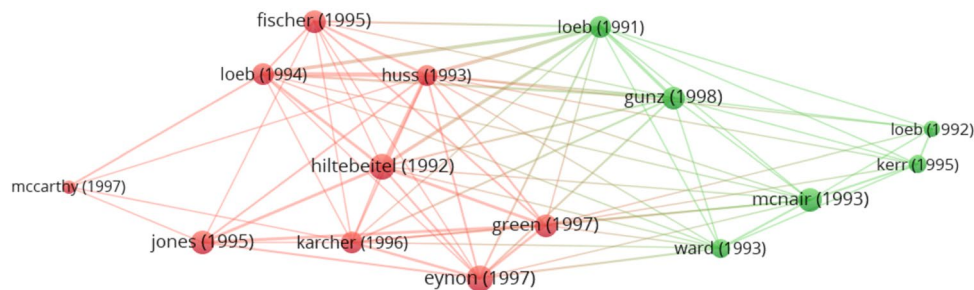 fischer (1995)
loeb (1991)
loeb (1994)
huss (1993)
gunz (1998)
loeb (1992)
hiltebeitel (1992)
kerr (1995)
mccarthy (1997)
mcnair (1993)
green (1997)
jones (1995)
karcher (1996)
ward (1993)
eynon (1997)